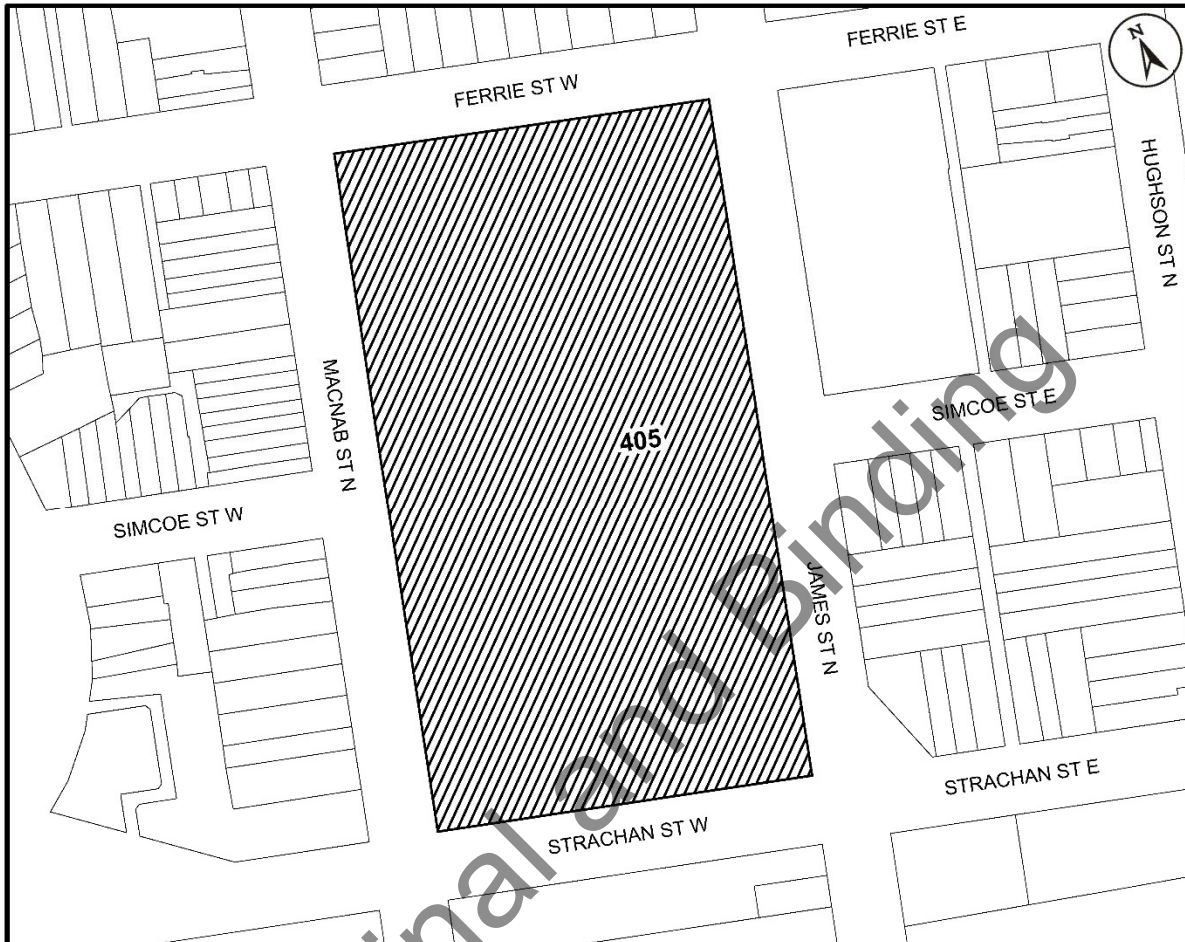 FERRIE ST E
N
FERRIE ST W
HUGHSON ST N
MACNAB ST N
SIMCOE ST E
405
SIMCOE ST W
JAMES ST N
STRACHAN ST E
STRACHAN ST W
and Binding